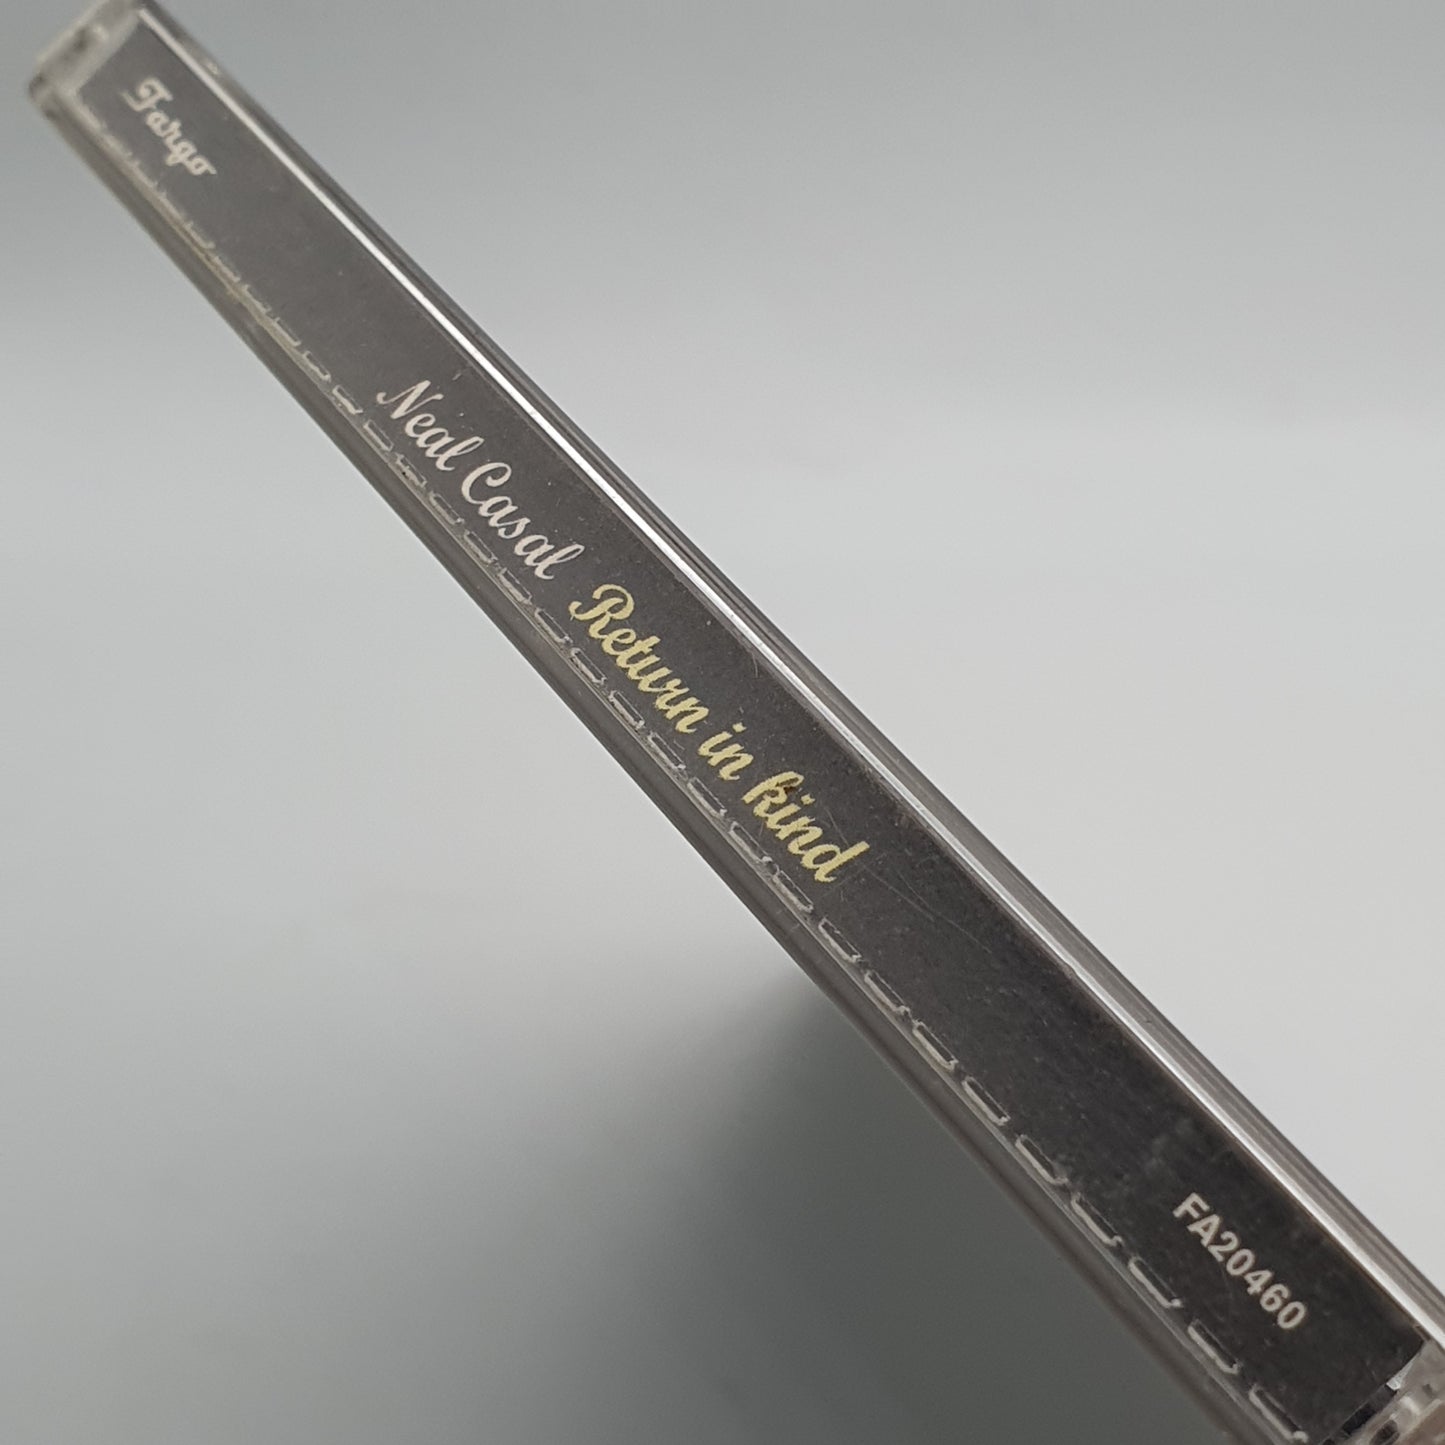 Fargo
Neal Casal Return in kind
FA20460